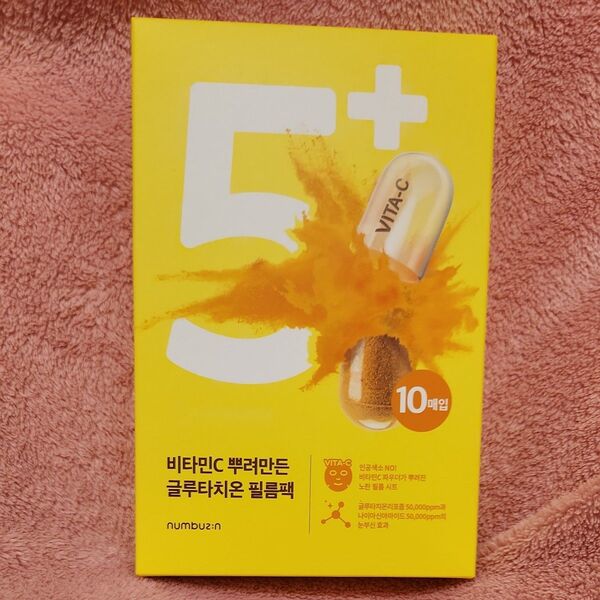 5+
VITA-C
10매입
비타민C 뿌려만든
글루타치온 필름팩
numbuz:n
VITA-C
인공색소 NO!
비타민C 파우더가 뿌려진
노란 필름 시트
글루타치온리포좀 50,000ppm과
나이아신아마이드 50,000ppm의
눈부신 효과